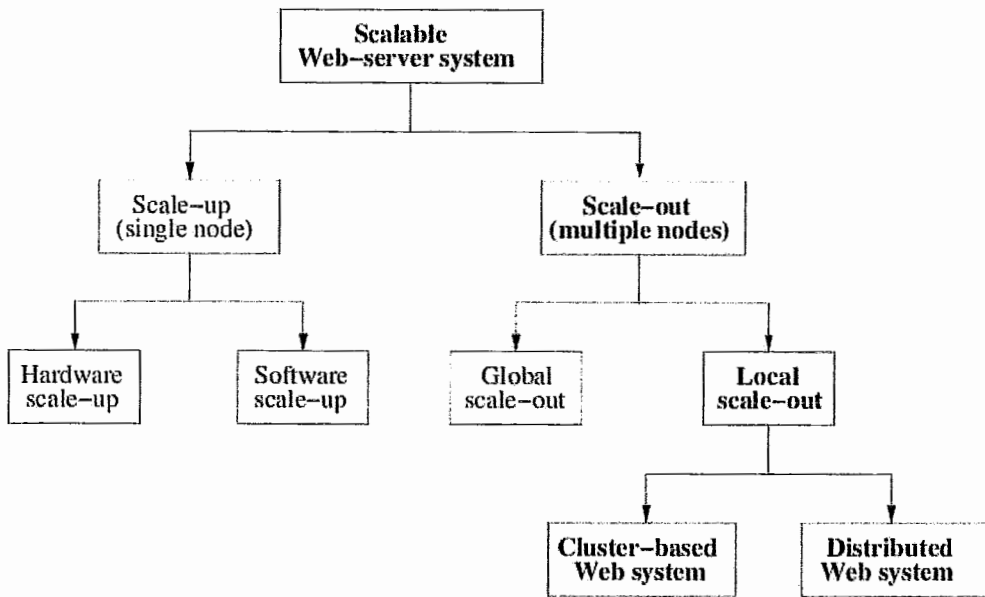 Scalable
Web-server system
Scale-up
(single node)
Scale-out
(multiple nodes)
Hardware
scale-up
Software
scale-up
Global
scale-out
Local
scale-out
Cluster-based
Web system
Distributed
Web system